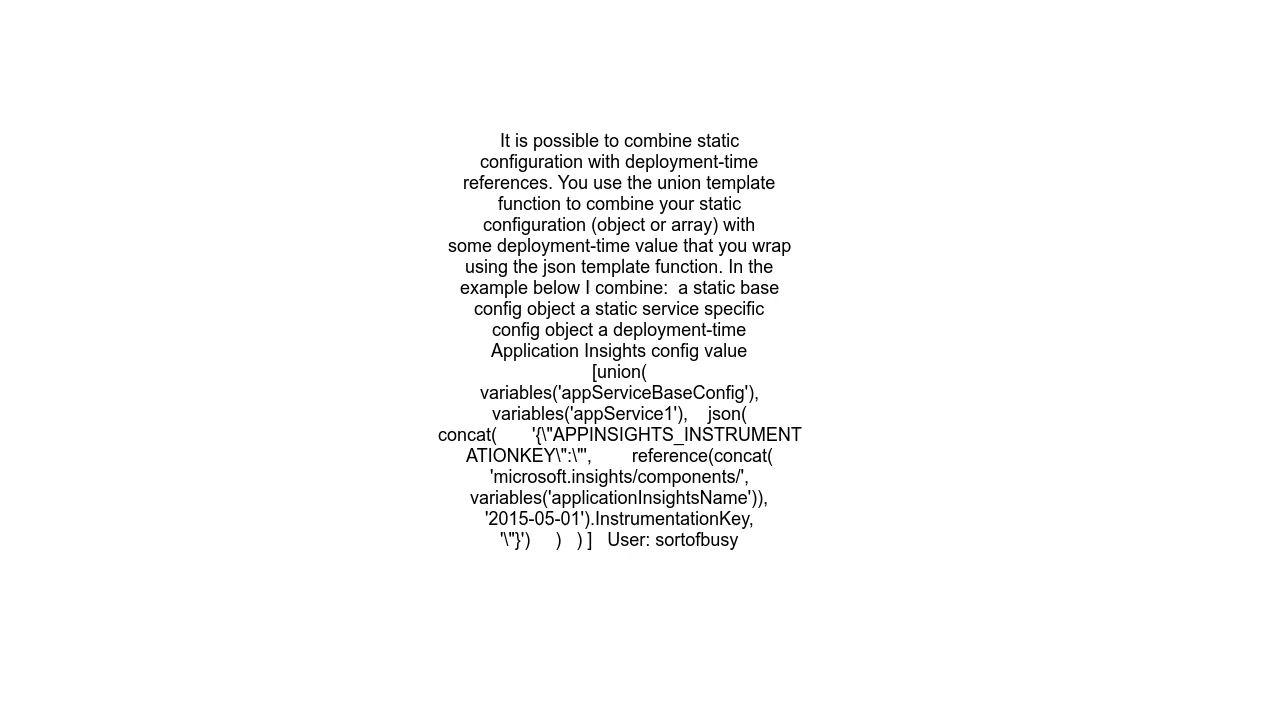 It is possible to combine static
configuration with deployment-time
references. You use the union template
function to combine your static
configuration (object or array) with
some deployment-time value that you wrap
using the json template function. In the
example below I combine:  a static base
config object a static service specific
config object a deployment-time
Application Insights config value
[union(
variables('appServiceBaseConfig'),
variables('appService1'),    json(
concat(       '{\"APPINSIGHTS_INSTRUMENT
ATIONKEY\":\"',        reference(concat(
'microsoft.insights/components/',
variables('applicationInsightsName')),
'2015-05-01').InstrumentationKey,
'\"}')     )   ) ]   User: sortofbusy